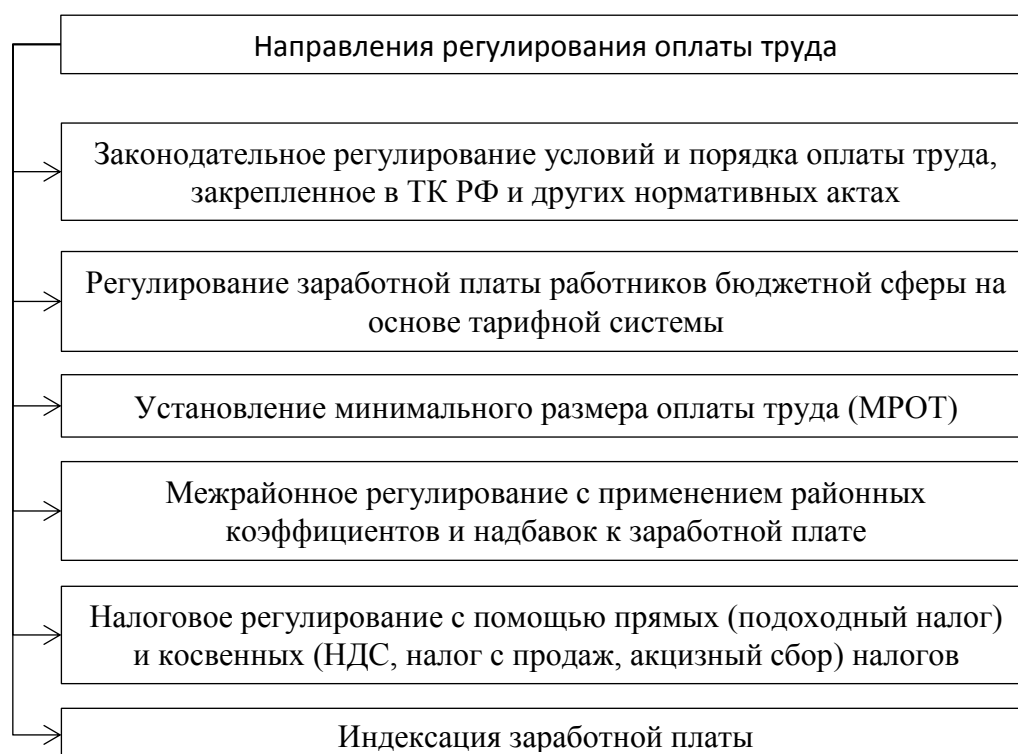 Направления регулирования оплаты труда
Законодательное регулирование условий и порядка оплаты труда,
закрепленное в ТК РФ и других нормативных актах
Регулирование заработной платы работников бюджетной сферы на
основе тарифной системы
Установление минимального размера оплаты труда (МРОТ)
Межрайонное регулирование с применением районных
коэффициентов и надбавок к заработной плате
Налоговое регулирование с помощью прямых (подоходный налог)
и косвенных (НДС, налог с продаж, акцизный сбор) налогов
Индексация заработной платы